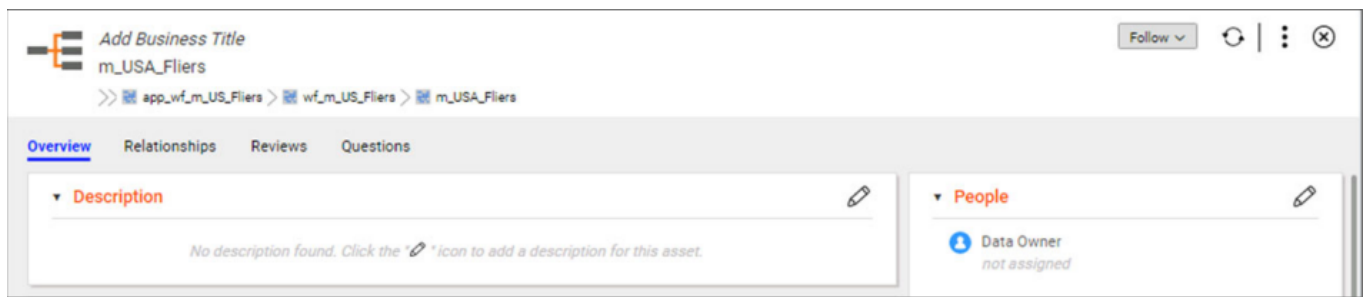 Add Business Title
Follow
m_USA_Fliers
app_wf_m_US_Fliers > wf_m_US_Fliers > m_USA_Fliers
Overview Relationships Reviews Questions
Description
No description found. Click the " " icon to add a description for this asset.
People
Data Owner
not assigned